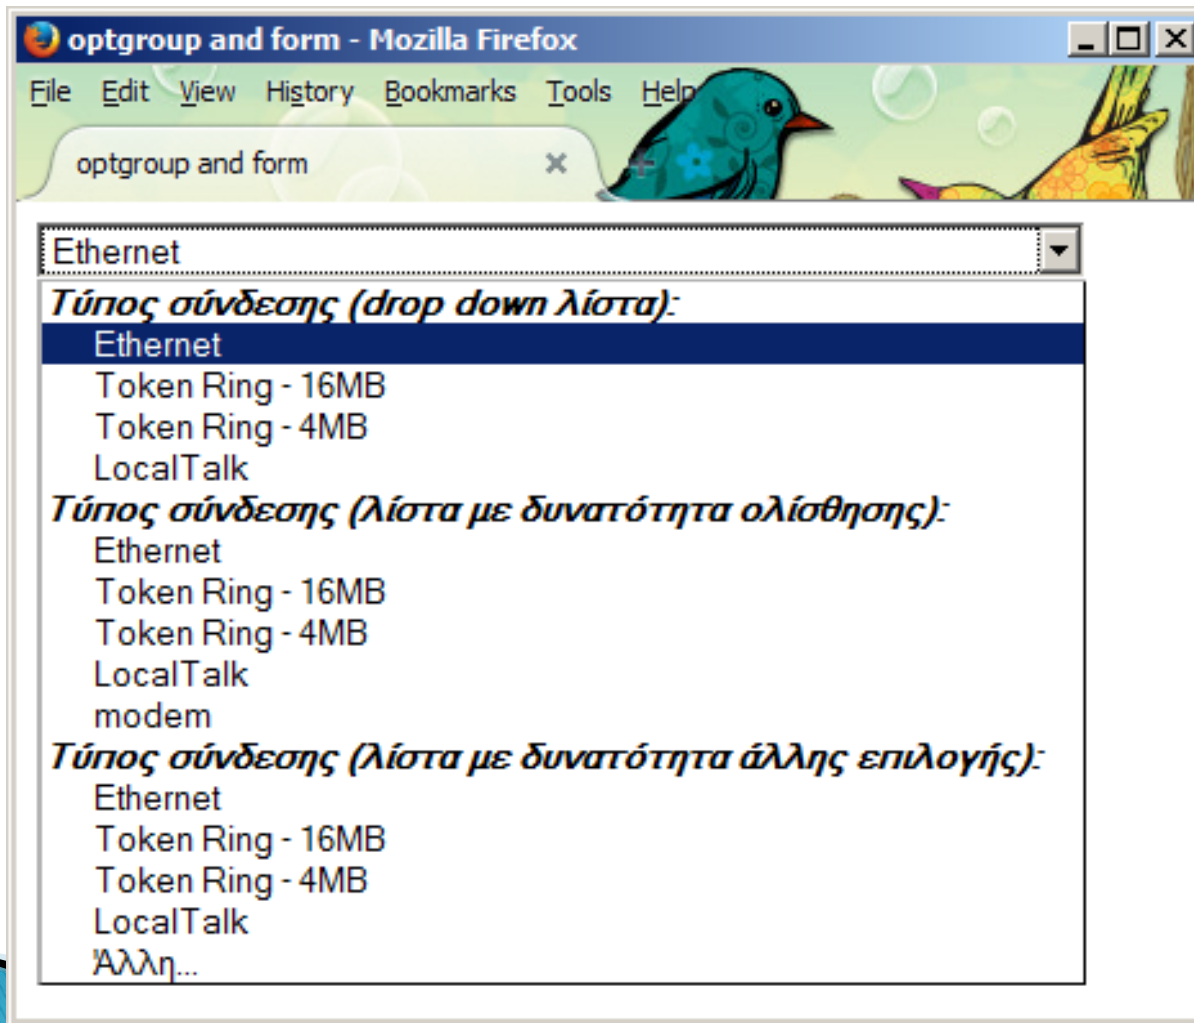 optgroup and form - Mozilla Firefox
File Edit View History Bookmarks Tools Help
optgroup and form
Ethernet
Τύπος σύνδεσης (drop down λίστα):
Ethernet
Token Ring - 16MB
Token Ring - 4MB
LocalTalk
Τύπος σύνδεσης (λίστα με δυνατότητα ολίσθησης):
Ethernet
Token Ring - 16MB
Token Ring - 4MB
LocalTalk
modem
Τύπος σύνδεσης (λίστα με δυνατότητα άλλης επιλογής):
Ethernet
Token Ring - 16MB
Token Ring - 4MB
LocalTalk
Άλλη...